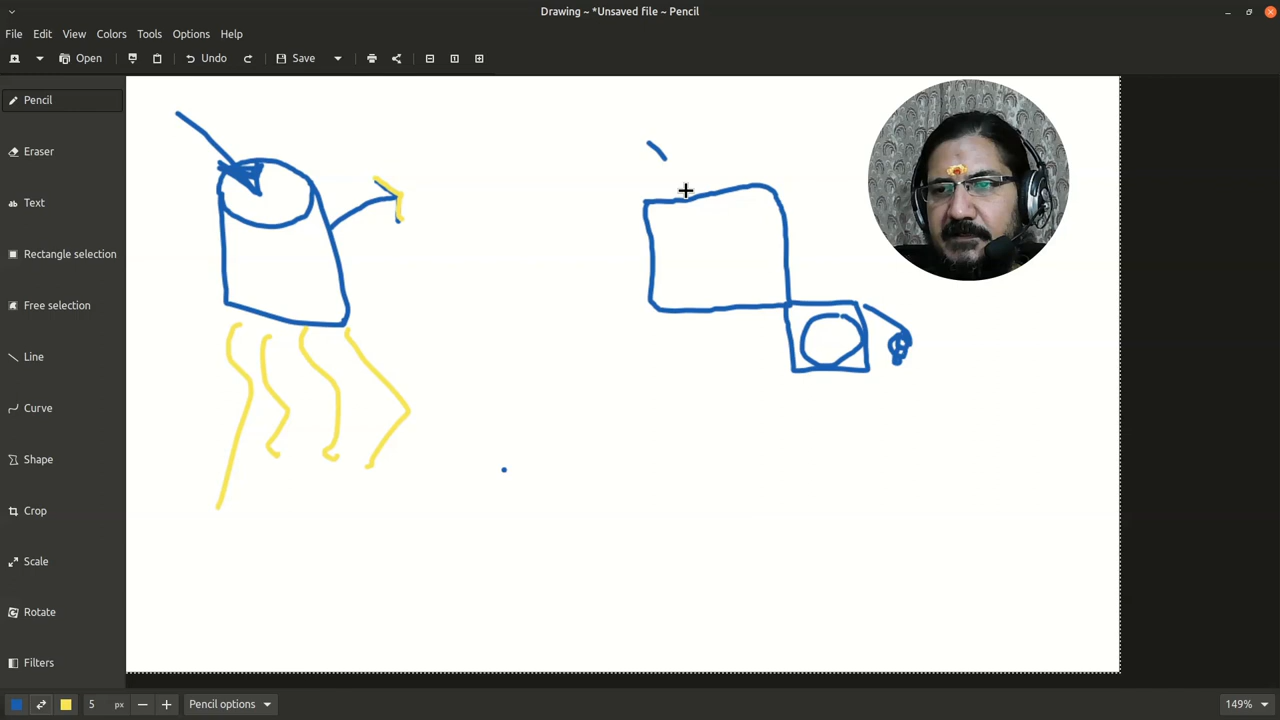 Drawing ~ *Unsaved file ~ Pencil
File Edit View Colors Tools Options Help
Open Undo Save
Pencil
Eraser
Text
Rectangle selection
Free selection
Line
Curve
Shape
Crop
Scale
Rotate
Filters
5 px Pencil options 149%